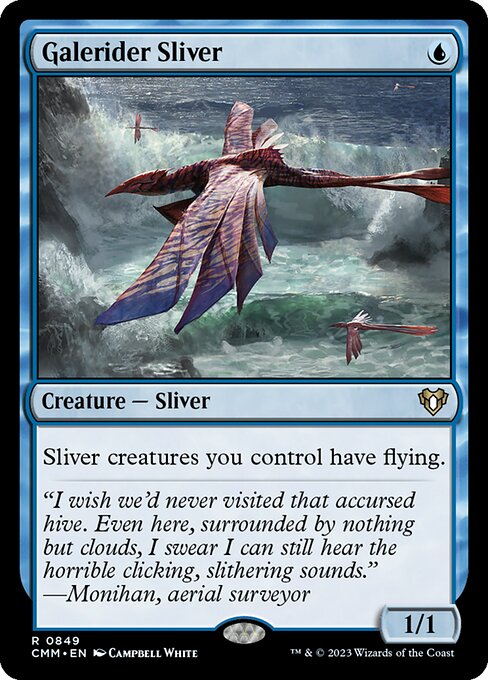 Galerider Sliver
Creature — Sliver
Sliver creatures you control have flying.
“I wish we’d never visited that accursed
hive. Even here, surrounded by nothing
but clouds, I swear I can still hear the
horrible clicking, slithering sounds.”
—Monihan, aerial surveyor
1/1
R 0849
CMM • EN Campbell White
™ & © 2023 Wizards of the Coast